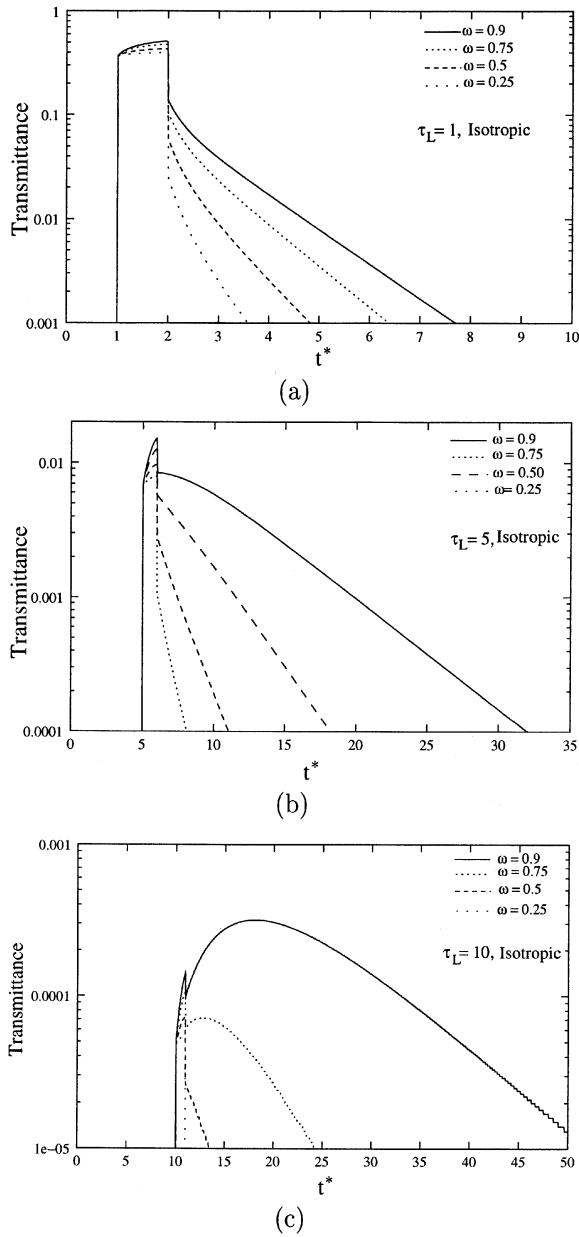 1
ω = 0.9
ω = 0.75
ω = 0.5
ω = 0.25
0.1
τL = 1, Isotropic
Transmittance
0.01
0.001
0 1 2 3 4 5 6 7 8 9 10
t*
(a)
ω = 0.9
ω = 0.75
ω = 0.50
ω= 0.25
0.01
τL = 5, Isotropic
Transmittance
0.001
0.0001
0 5 10 15 20 25 30 35
t*
(b)
0.001
ω = 0.9
ω = 0.75
ω = 0.5
ω = 0.25
τL = 10, Isotropic
Transmittance
0.0001
1e−05
0 5 10 15 20 25 30 35 40 45 50
t*
(c)